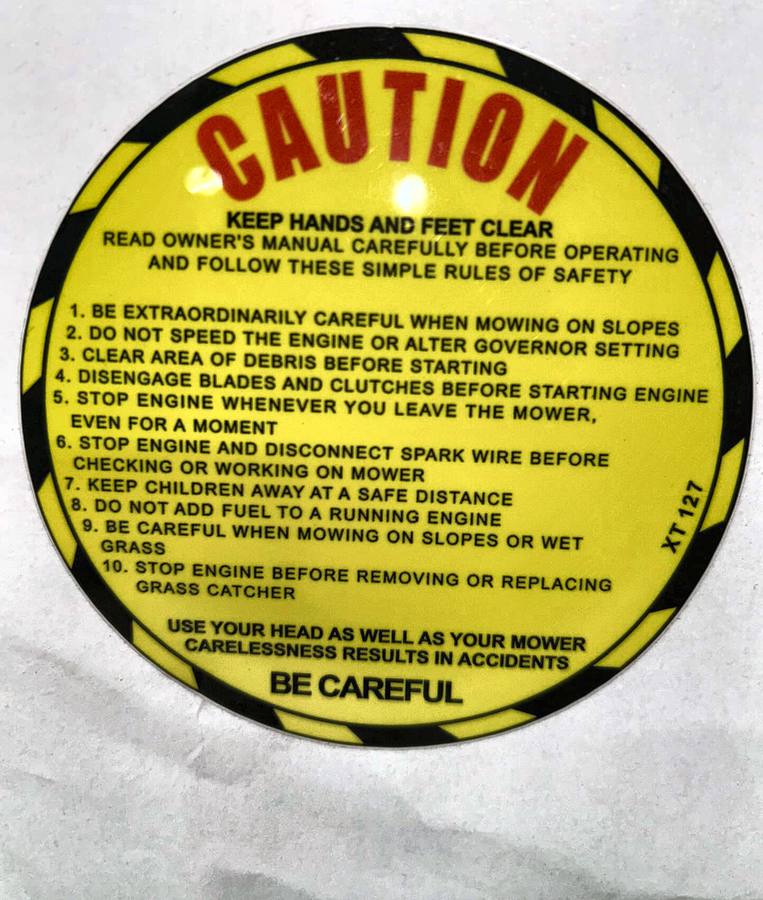 CAUTION
KEEP HANDS AND FEET CLEAR
READ OWNER'S MANUAL CAREFULLY BEFORE OPERATING
AND FOLLOW THESE SIMPLE RULES OF SAFETY
1. BE EXTRAORDINARILY CAREFUL WHEN MOWING ON SLOPES
2. DO NOT SPEED THE ENGINE OR ALTER GOVERNOR SETTING
3. CLEAR AREA OF DEBRIS BEFORE STARTING
4. DISENGAGE BLADES AND CLUTCHES BEFORE STARTING ENGINE
5. STOP ENGINE WHENEVER YOU LEAVE THE MOWER,
EVEN FOR A MOMENT
6. STOP ENGINE AND DISCONNECT SPARK WIRE BEFORE
CHECKING OR WORKING ON MOWER
7. KEEP CHILDREN AWAY AT A SAFE DISTANCE
8. DO NOT ADD FUEL TO A RUNNING ENGINE
9. BE CAREFUL WHEN MOWING ON SLOPES OR WET
GRASS
10. STOP ENGINE BEFORE REMOVING OR REPLACING
GRASS CATCHER
XT 127
USE YOUR HEAD AS WELL AS YOUR MOWER
CARELESSNESS RESULTS IN ACCIDENTS
BE CAREFUL